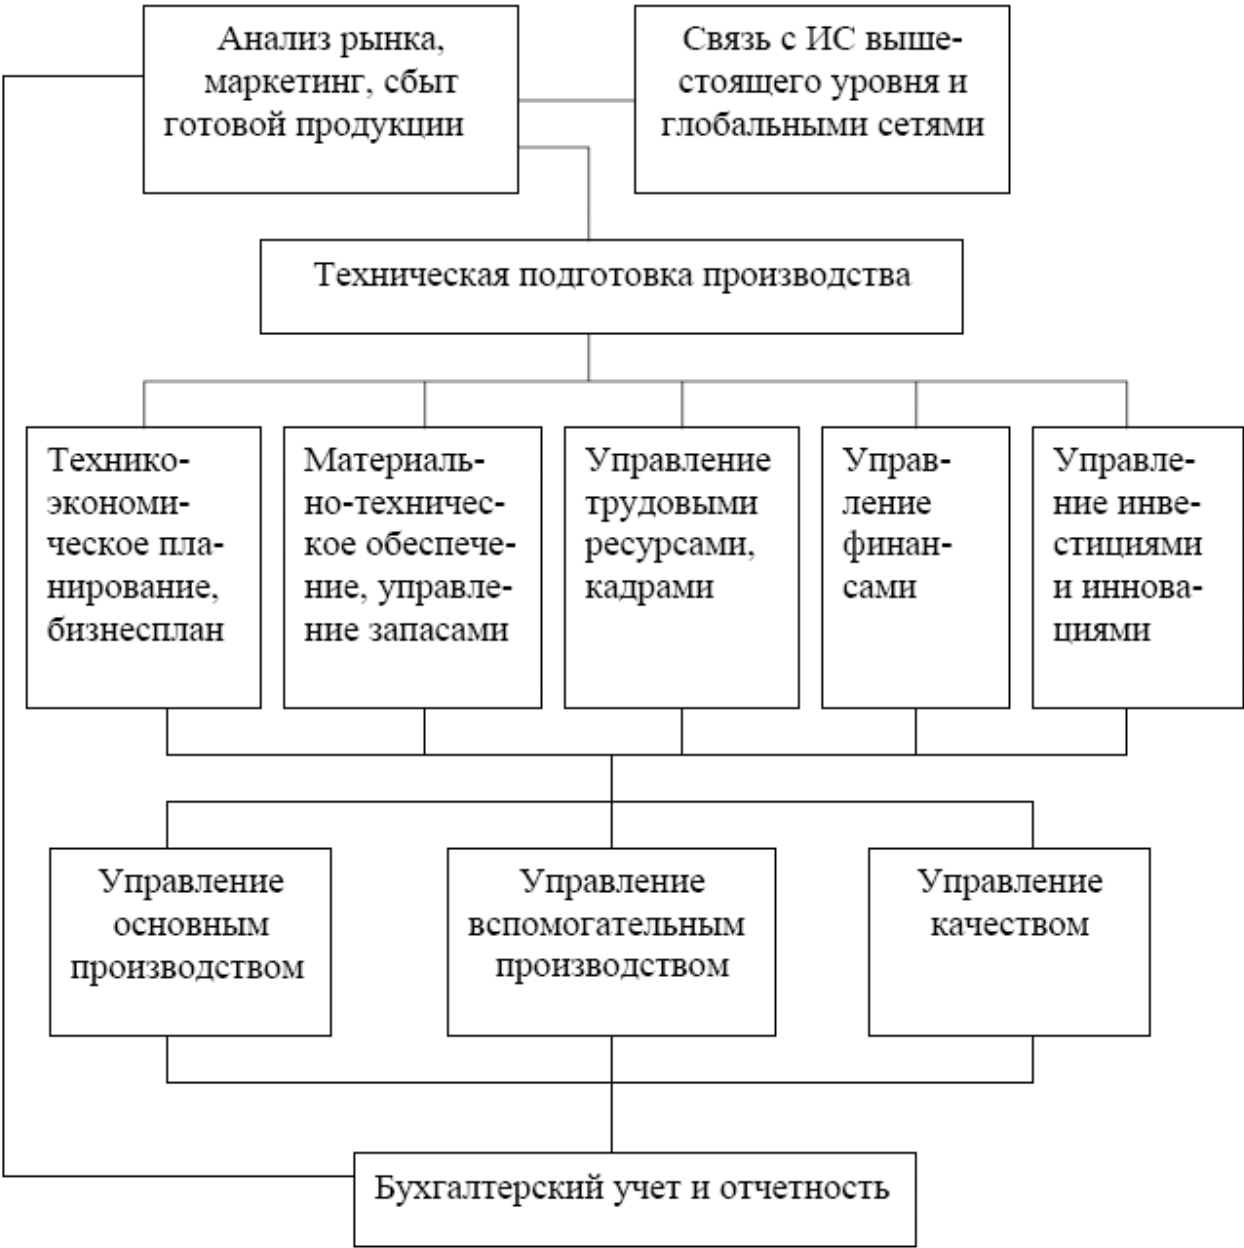 Анализ рынка,
маркетинг, сбыт
готовой продукции
Связь с ИС выше-
стоящего уровня и
глобальными сетями
Техническая подготовка производства
Технико-
экономи-
ческое пла-
нирование,
бизнесплан
Материаль-
но-техничес-
кое обеспече-
ние, управле-
ние запасами
Управление
трудовыми
ресурсами,
кадрами
Управ-
ление
финан-
сами
Управле-
ние инве-
стициями
и иннова-
циями
Управление
основным
производством
Управление
вспомогательным
производством
Управление
качеством
Бухгалтерский учет и отчетность